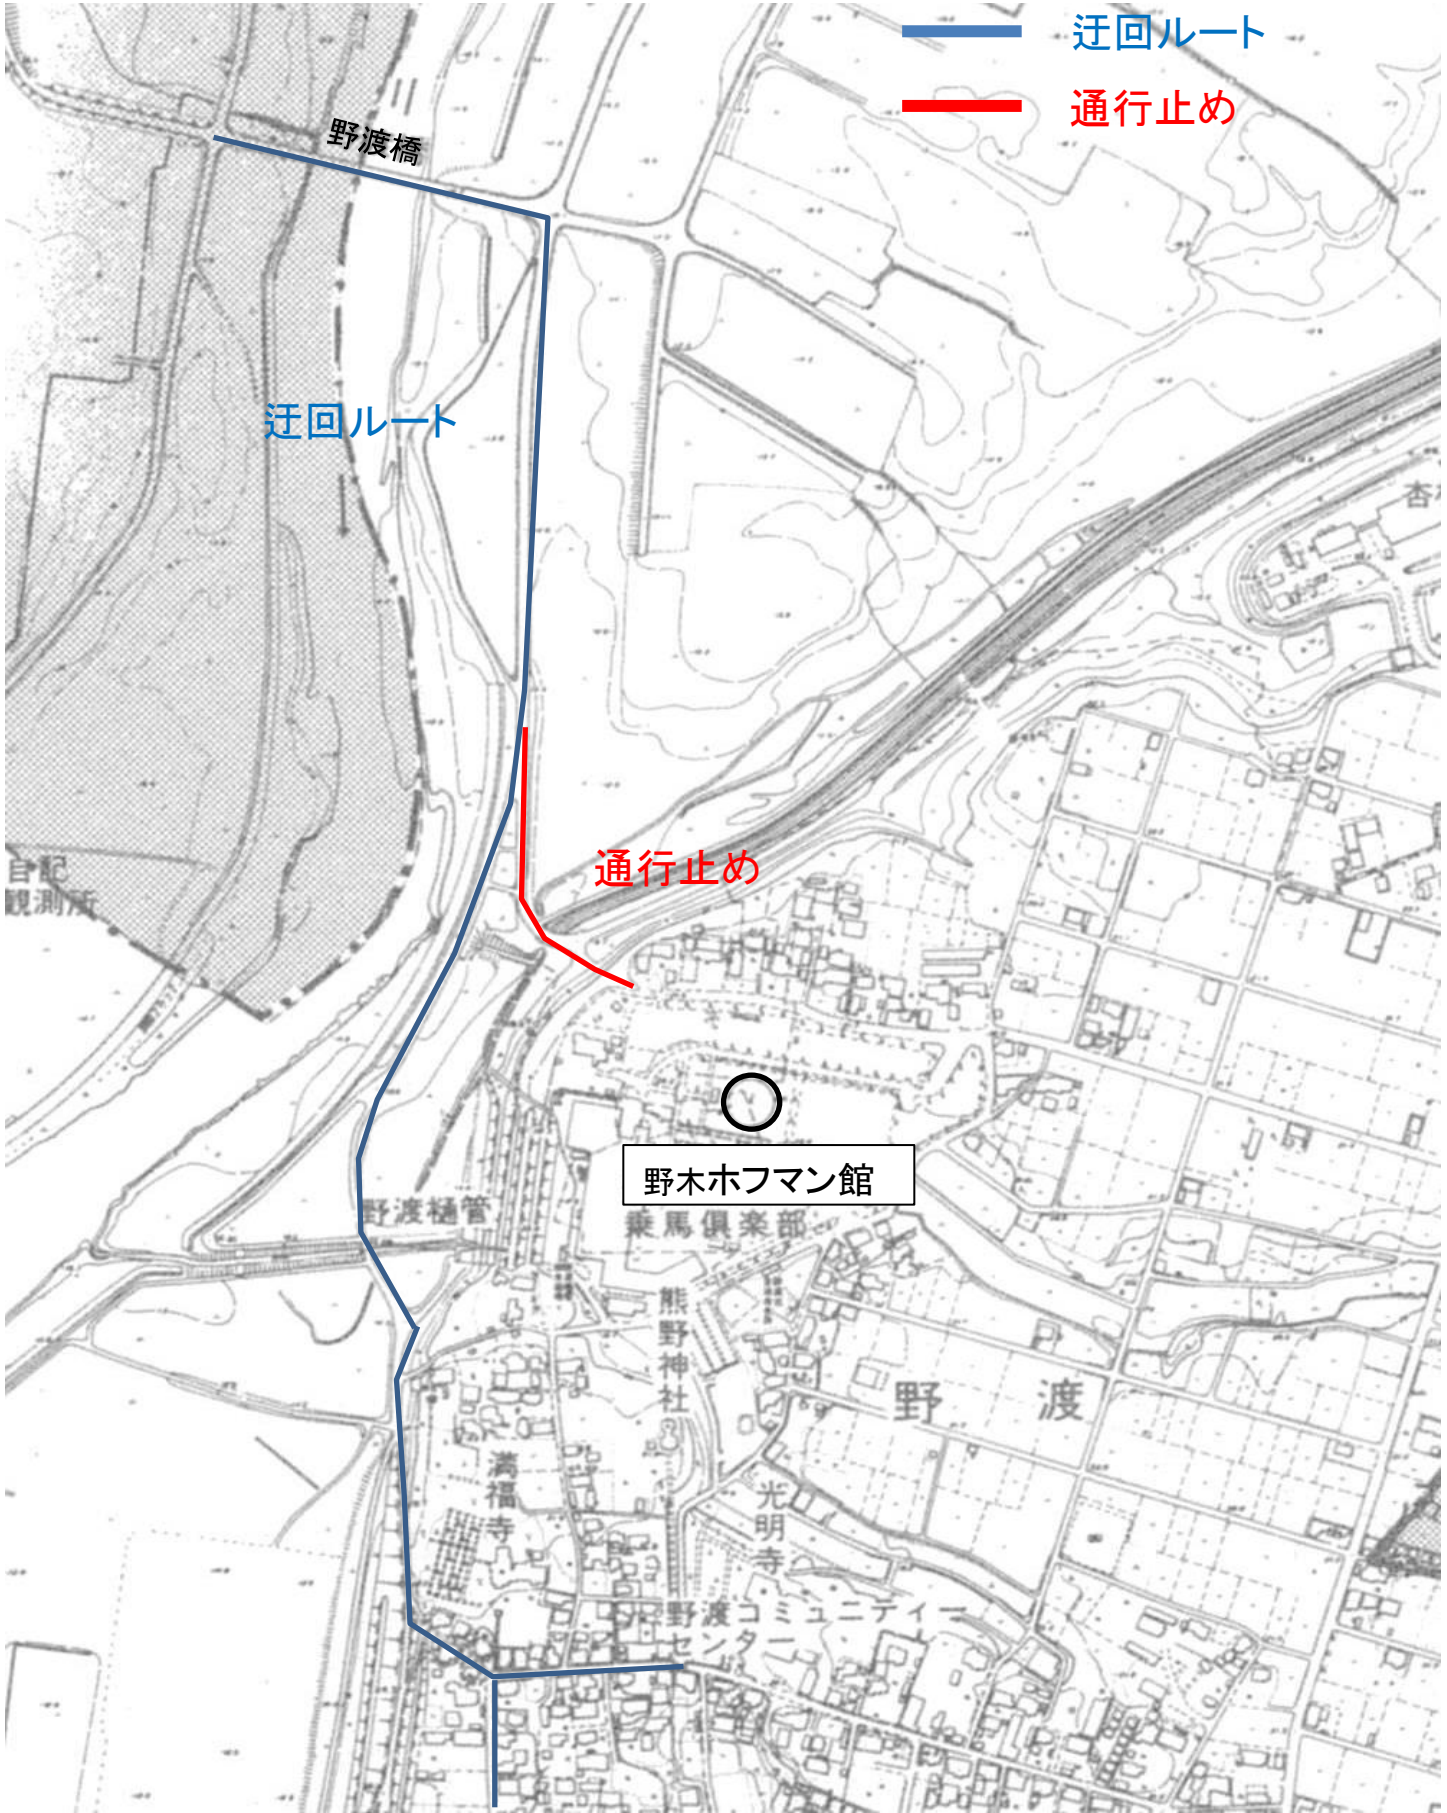 迂回ルート
通行止め
野渡橋
迂回ルート
通行止め
自記
観測所
野木ホフマン館
野渡樋管
乗馬倶楽部
熊野神社
野渡
満福寺
光明寺
野渡コミュニティー
センター